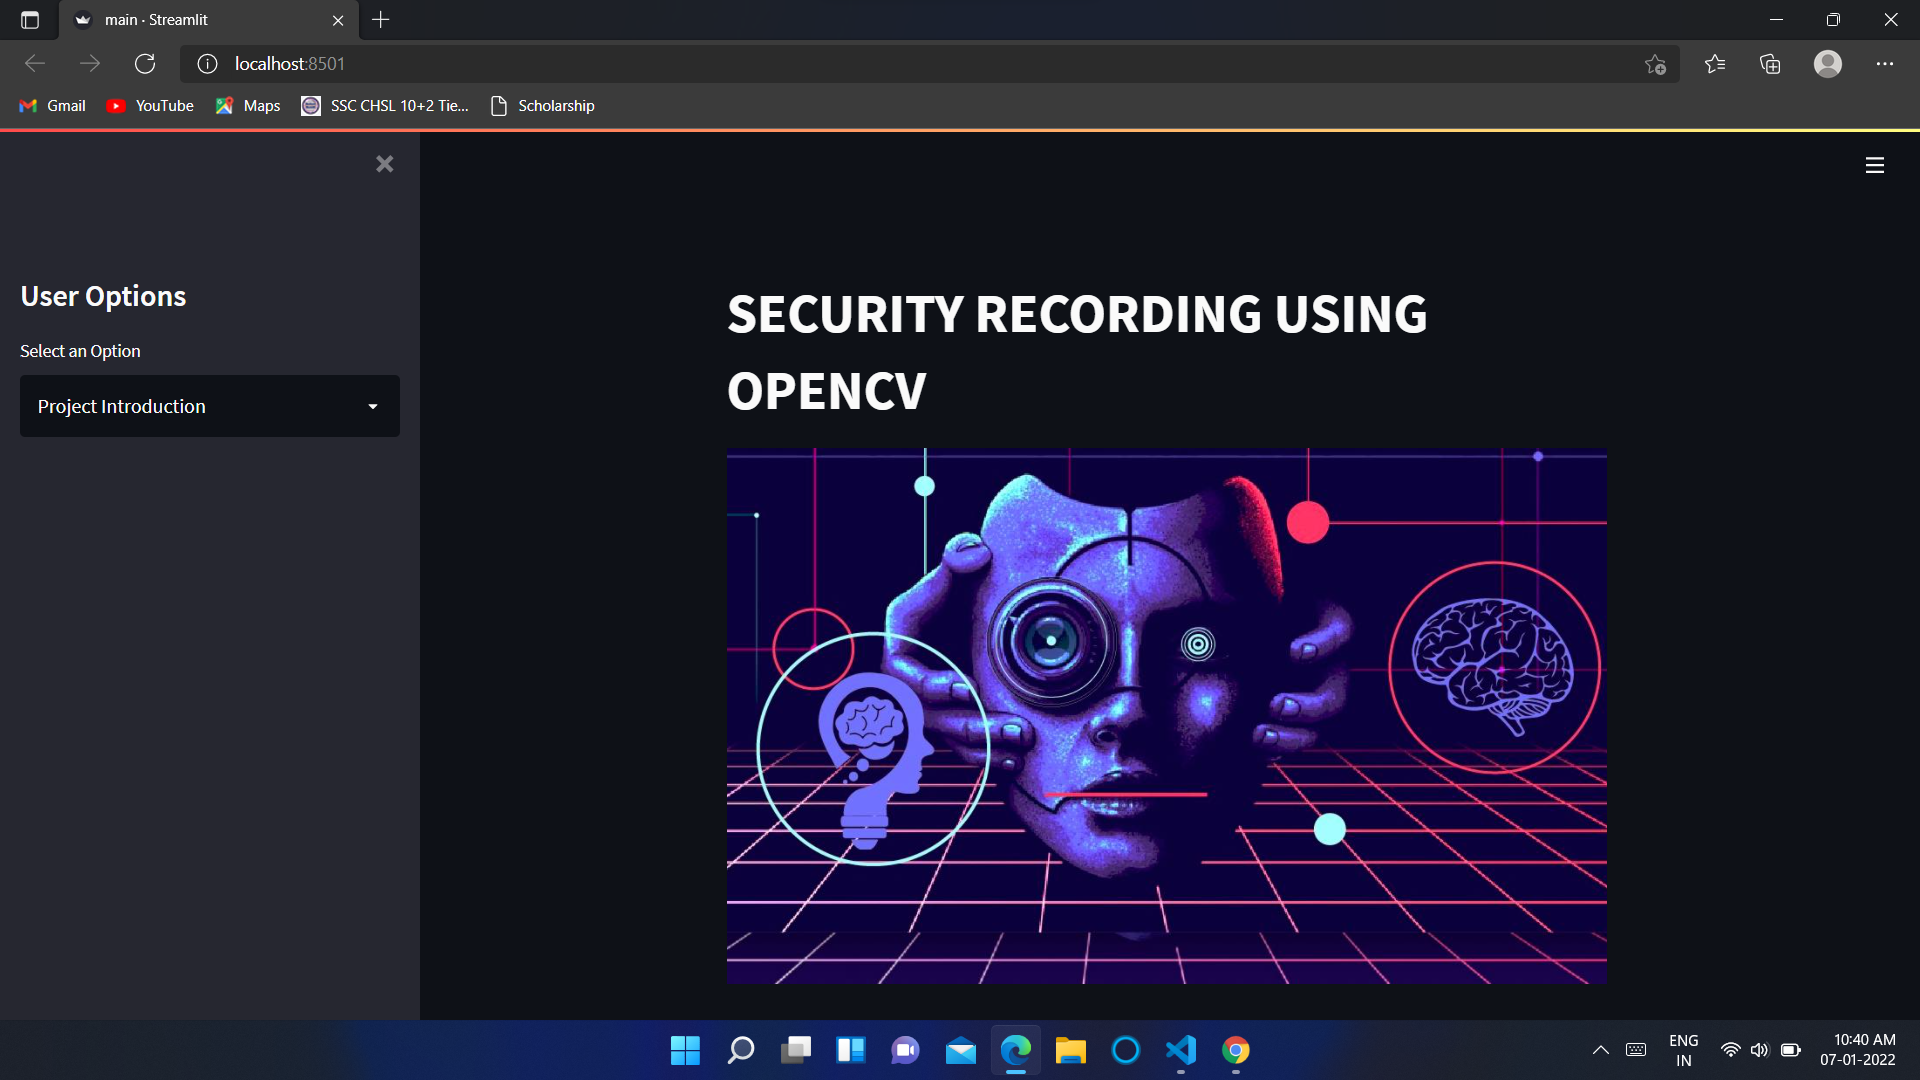 main · Streamlit
localhost:8501
Gmail
YouTube
Maps
SSC CHSL 10+2 Tie...
Scholarship
User Options
Select an Option
Project Introduction
SECURITY RECORDING USING
OPENCV
ENG
IN
10:40 AM
07-01-2022